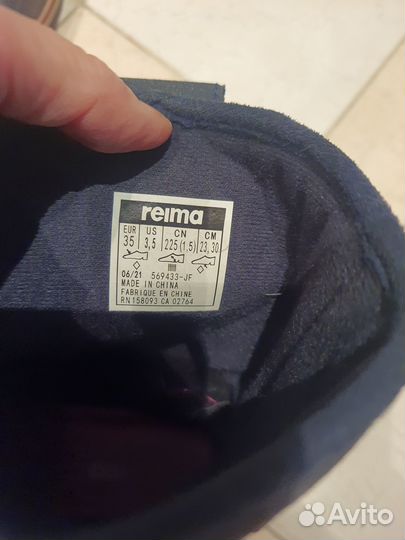 reima
EUR US CN CM
35 3,5 225(1.5) 23,30
06/21 569433-JF
MADE IN CHINA
FABRIQUE EN CHINE
RN158093 CA 02764
Avito